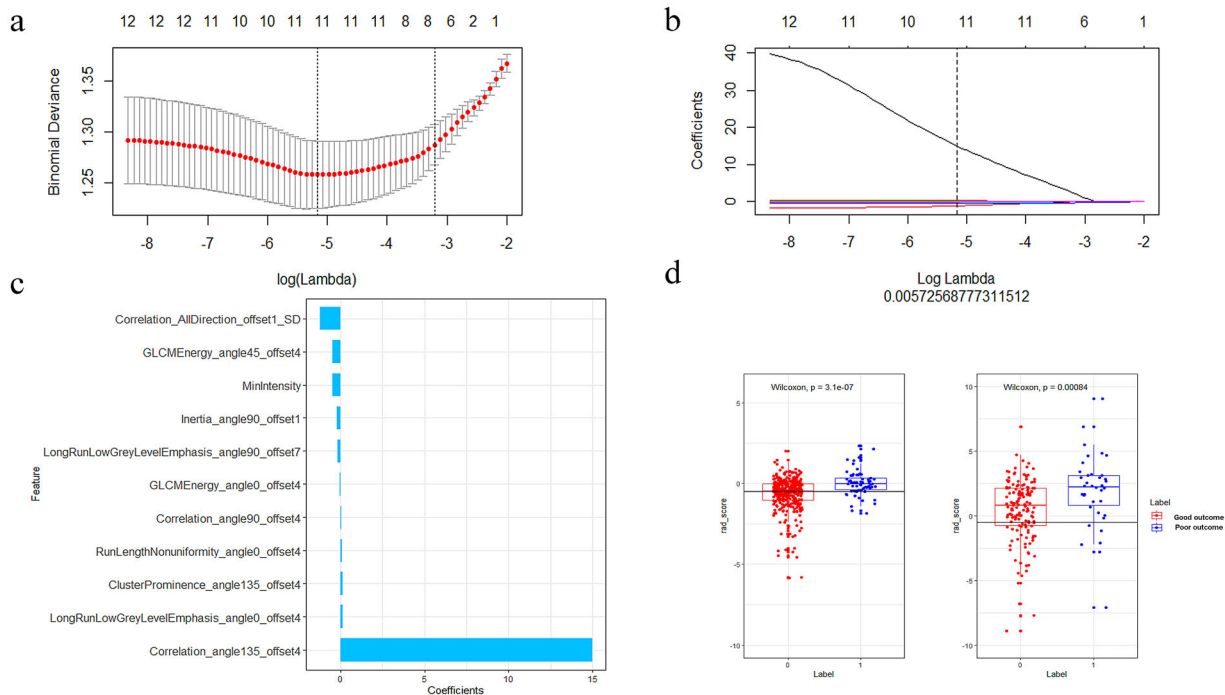 a
12 12 12 11 10 10 11 11 11 8 8 6 2 1
Binomial Deviance
1.35
1.30
1.25
-8 -7 -6 -5 -4 -3 -2
log(Lambda)
b
12 11 10 11 11 6 1
Coefficients
40
30
20
10
0
-8 -7 -6 -5 -4 -3 -2
Log Lambda
0.00572568777311512
c
Feature
Correlation_AllDirection_offset1_SD
GLCMEnergy_angle45_offset4
MinIntensity
Inertia_angle90_offset1
LongRunLowGreyLevelEmphasis_angle90_offset7
GLCMEnergy_angle0_offset4
Correlation_angle90_offset4
RunLengthNonuniformity_angle0_offset4
ClusterProminence_angle135_offset4
LongRunLowGreyLevelEmphasis_angle0_offset4
Correlation_angle135_offset4
0 5 10 15
Coefficients
d
Wilcoxon, p = 3.1e-07
rad_score
5
0
-5
-10
0 1
Label
Wilcoxon, p = 0.00084
rad_score
10
5
0
-5
-10
0 1
Label
Label
Good outcome
Poor outcome